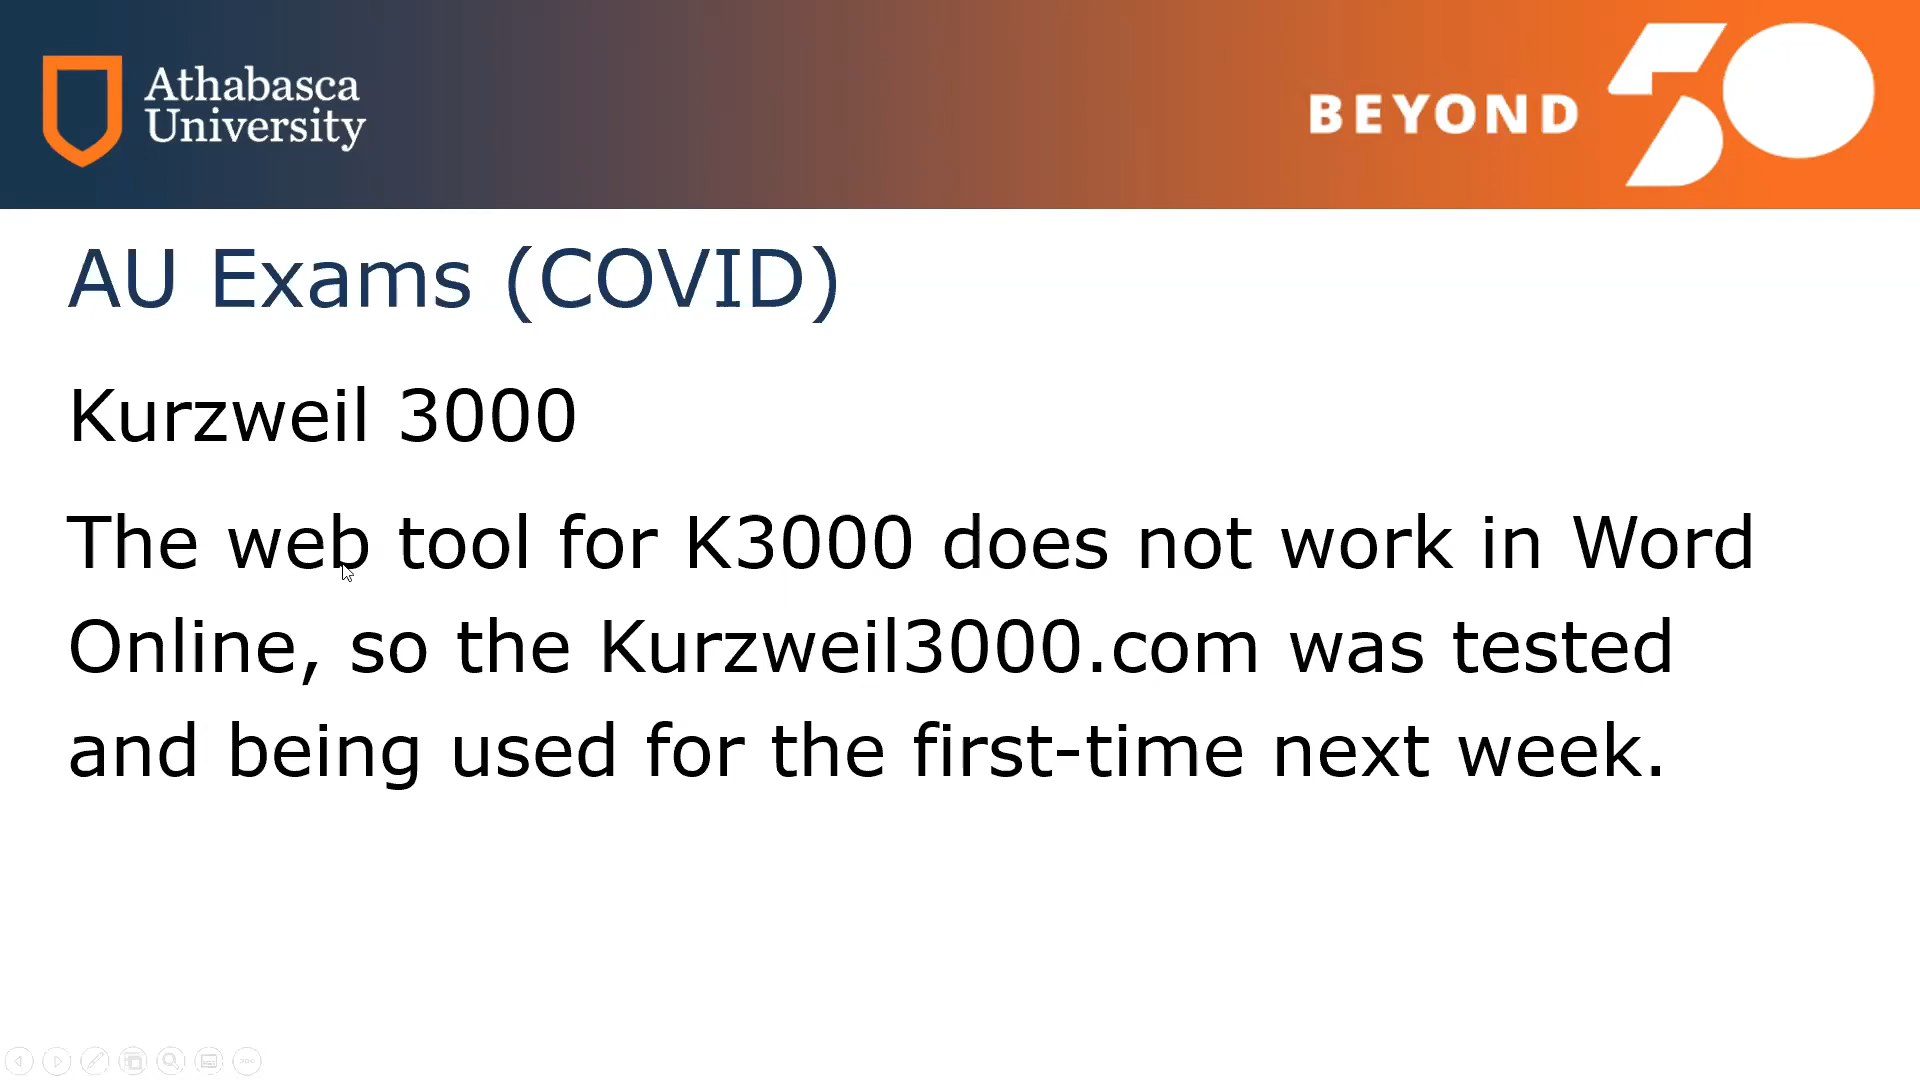 Athabasca
University
BEYOND 50
AU Exams (COVID)
Kurzweil 3000
The web tool for K3000 does not work in Word
Online, so the Kurzweil3000.com was tested
and being used for the first-time next week.